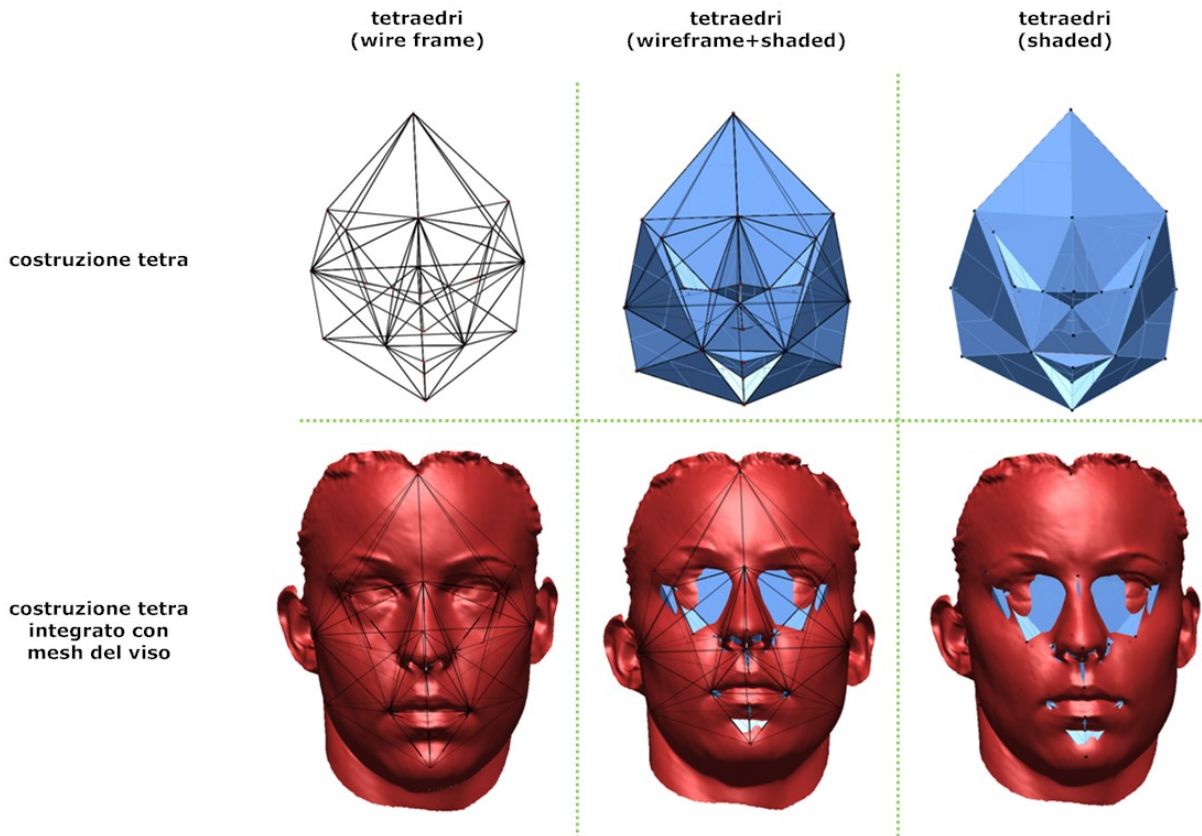 tetraedri
(wire frame)
tetraedri
(wireframe+shaded)
tetraedri
(shaded)
costruzione tetra
costruzione tetra
integrato con
mesh del viso